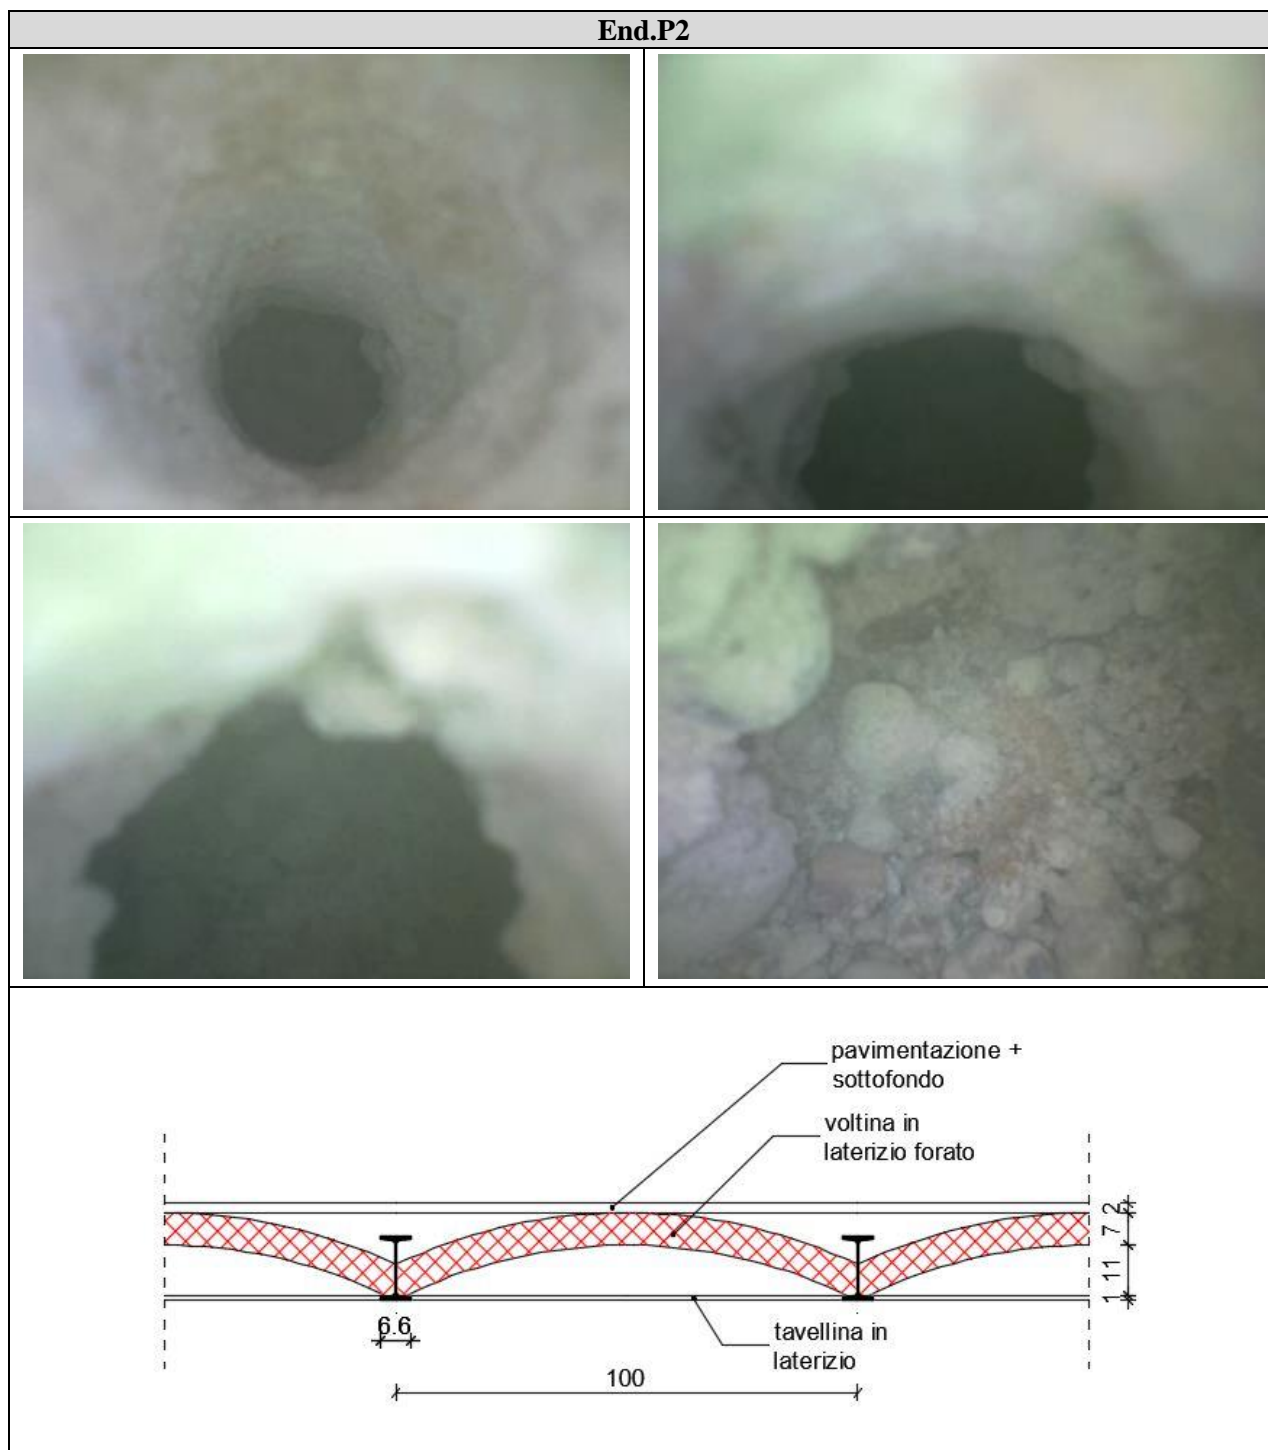 End.P2
pavimentazione +
sottofondo
voltina in
laterizio forato
2
7
11
1
6.6
tavellina in
laterizio
100